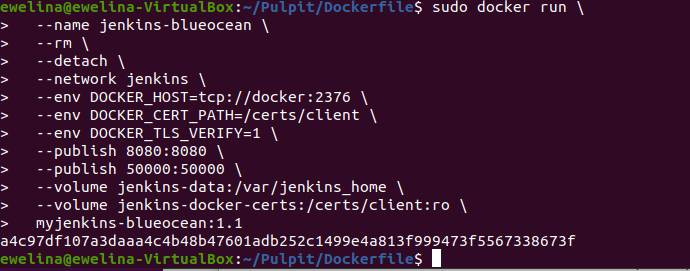 ewelina@ewelina-VirtualBox:~/Pulpit/Dockerfile$ sudo docker run \
>   --name jenkins-blueocean \
>   --rm \
>   --detach \
>   --network jenkins \
>   --env DOCKER_HOST=tcp://docker:2376 \
>   --env DOCKER_CERT_PATH=/certs/client \
>   --env DOCKER_TLS_VERIFY=1 \
>   --publish 8080:8080 \
>   --publish 50000:50000 \
>   --volume jenkins-data:/var/jenkins_home \
>   --volume jenkins-docker-certs:/certs/client:ro \
>   myjenkins-blueocean:1.1
a4c97df107a3daaa4c4b48b47601adb252c1499e4a813f999473f5567338673f
ewelina@ewelina-VirtualBox:~/Pulpit/Dockerfile$